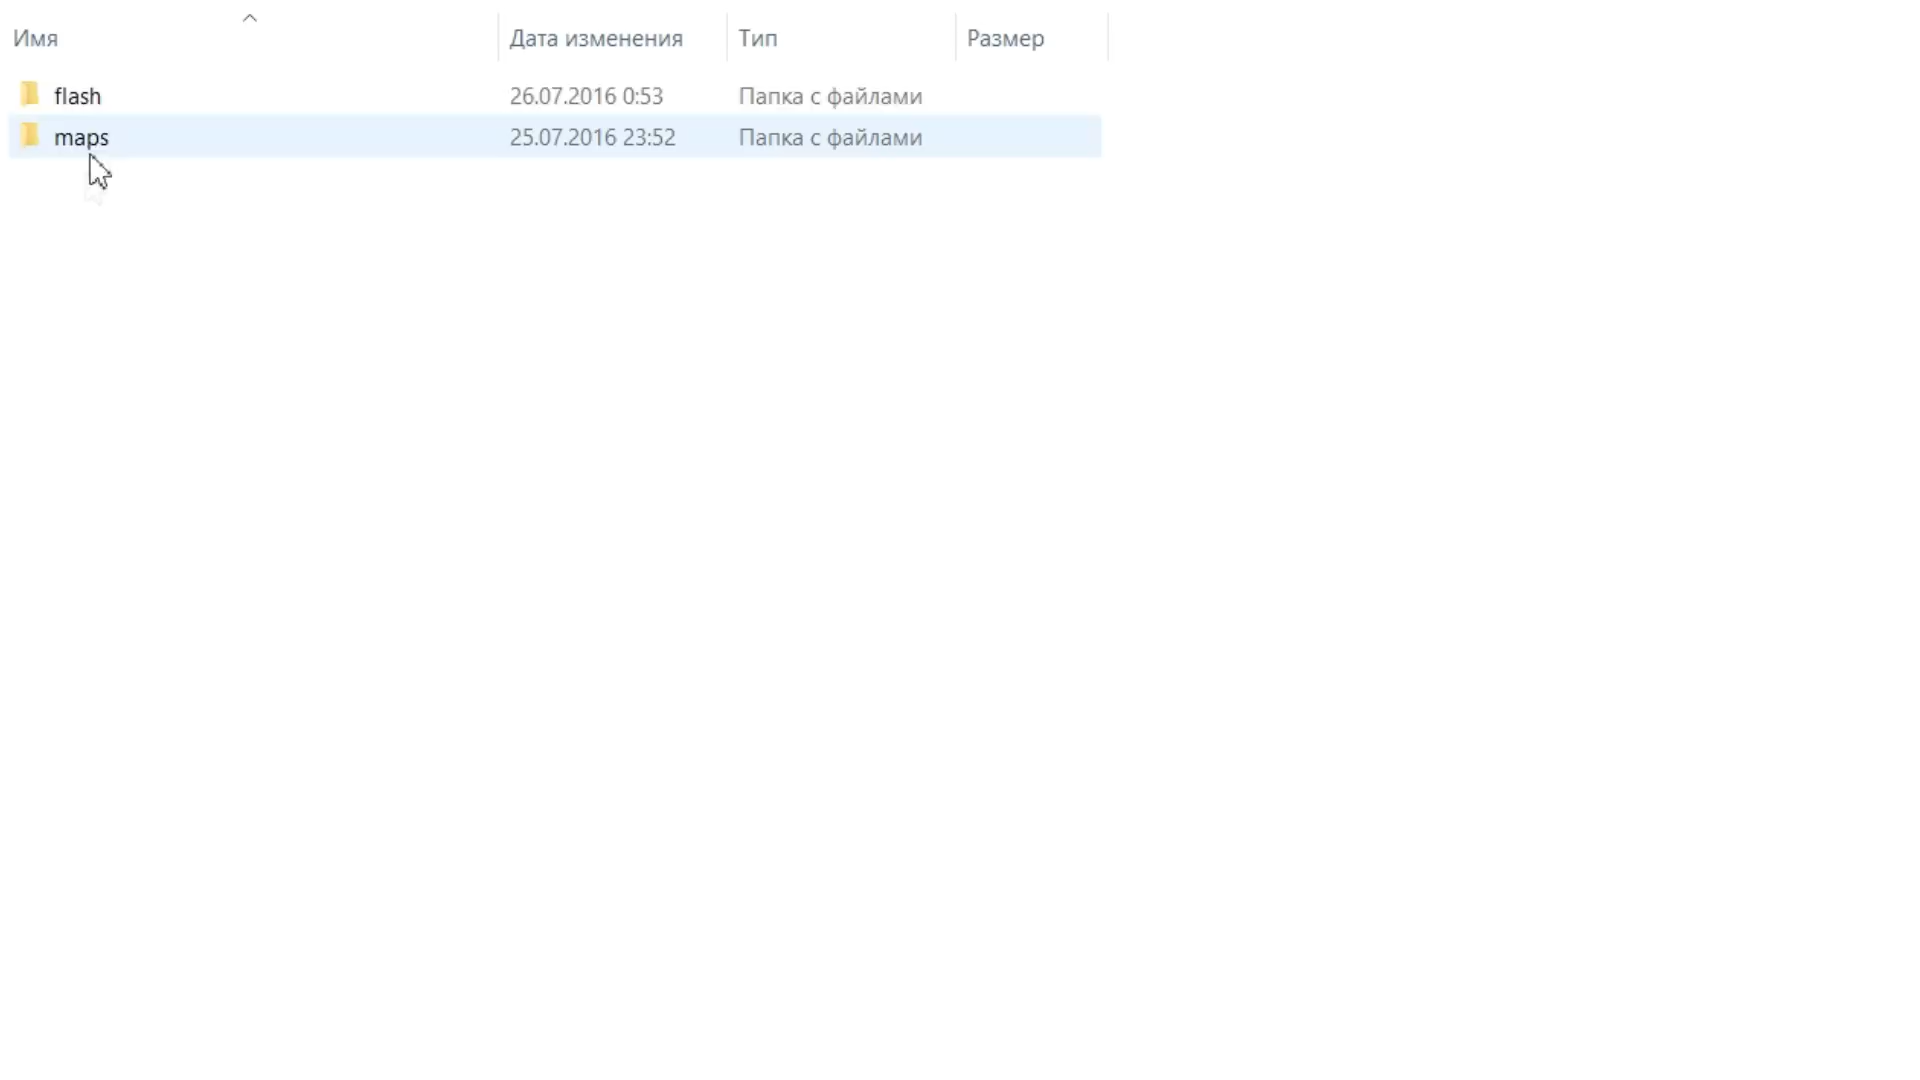 Имя Дата изменения Тип Размер
flash 26.07.2016 0:53 Папка с файлами
maps 25.07.2016 23:52 Папка с файлами